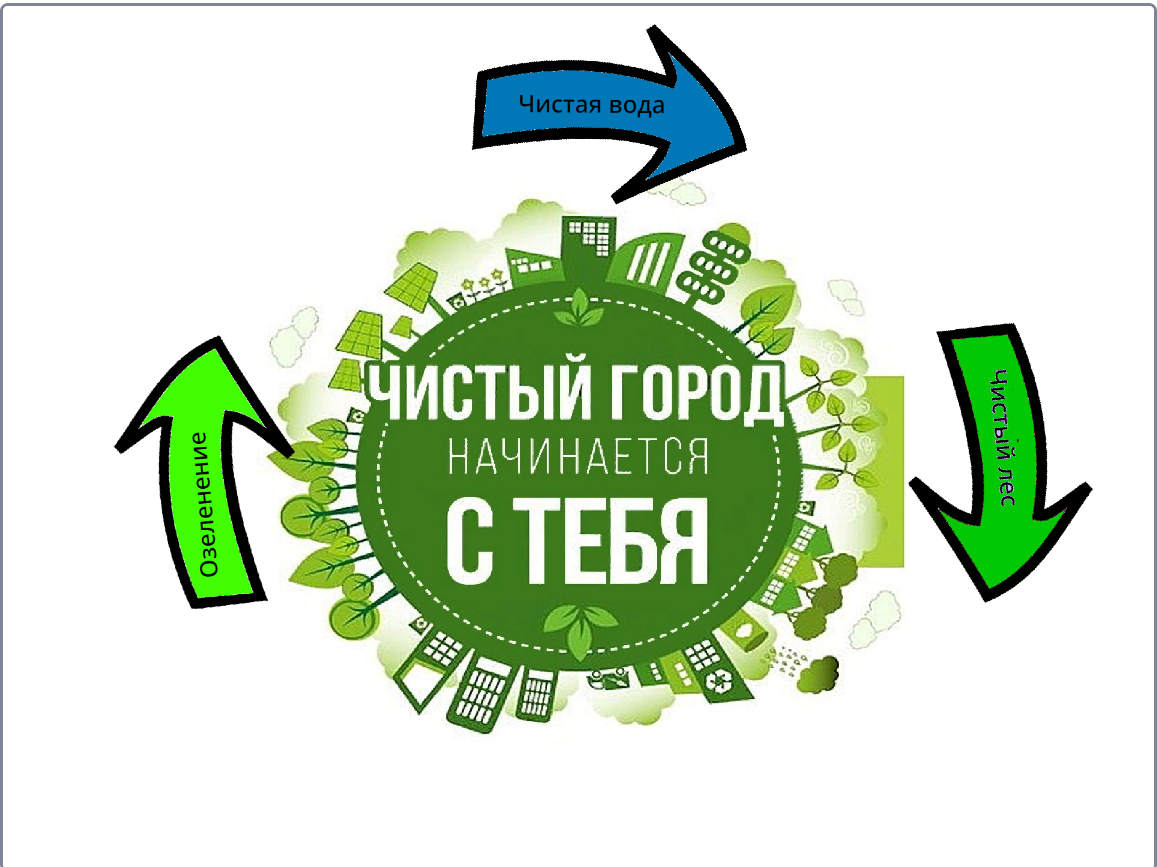 Чистая вода
ЧИСТЫЙ ГОРОД
НАЧИНАЕТСЯ
С ТЕБЯ
Озеленение
Чистый лес